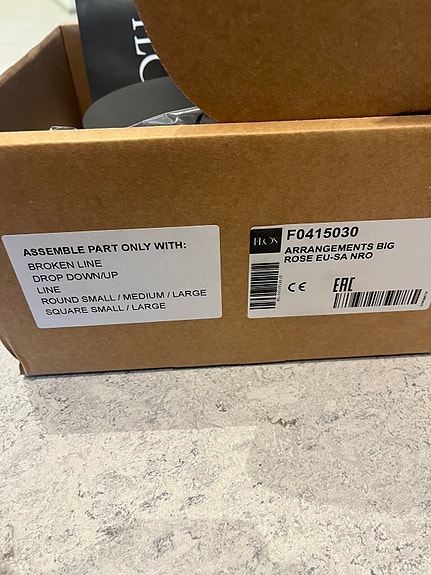 FLO
ASSEMBLE PART ONLY WITH:
BROKEN LINE
DROP DOWN/UP
LINE
ROUND SMALL / MEDIUM / LARGE
SQUARE SMALL / LARGE
FLOS
F0415030
ARRANGEMENTS BIG
ROSE EU-SA NRO
CE
EAC